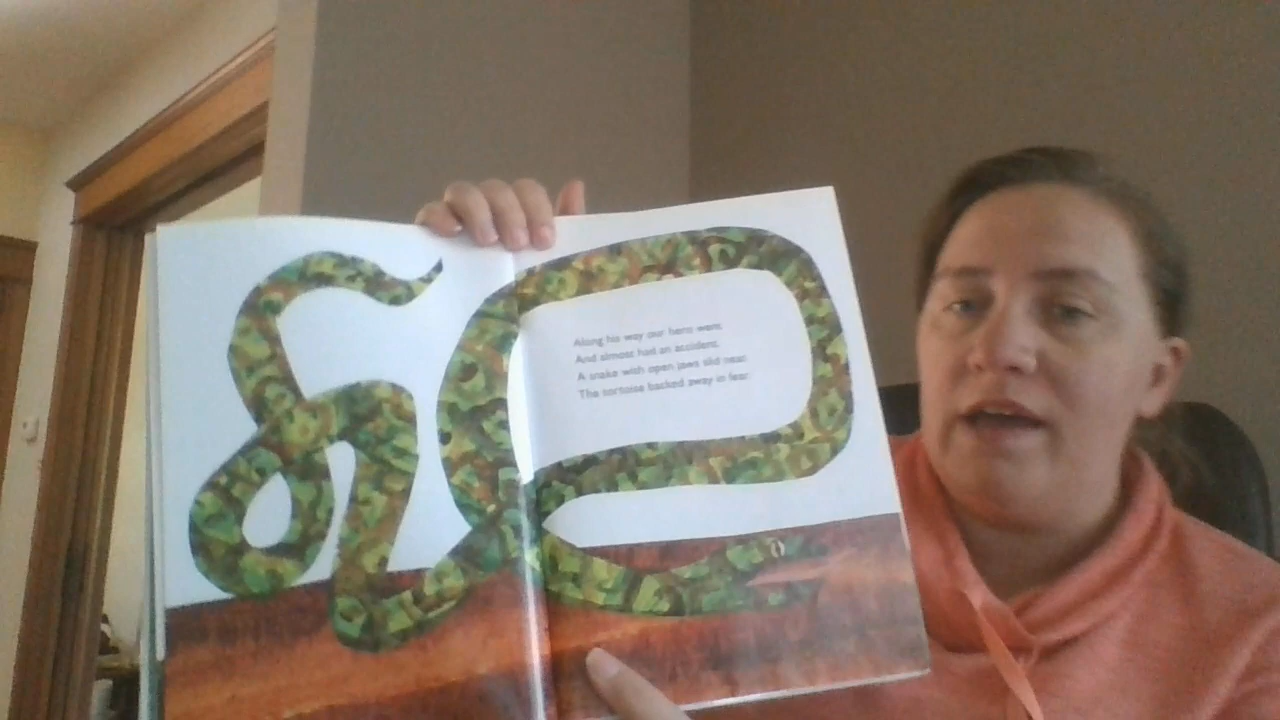 Along his way our hero went
And almost had an accident.
A snake with open jaws slid near.
The tortoise backed away in fear.